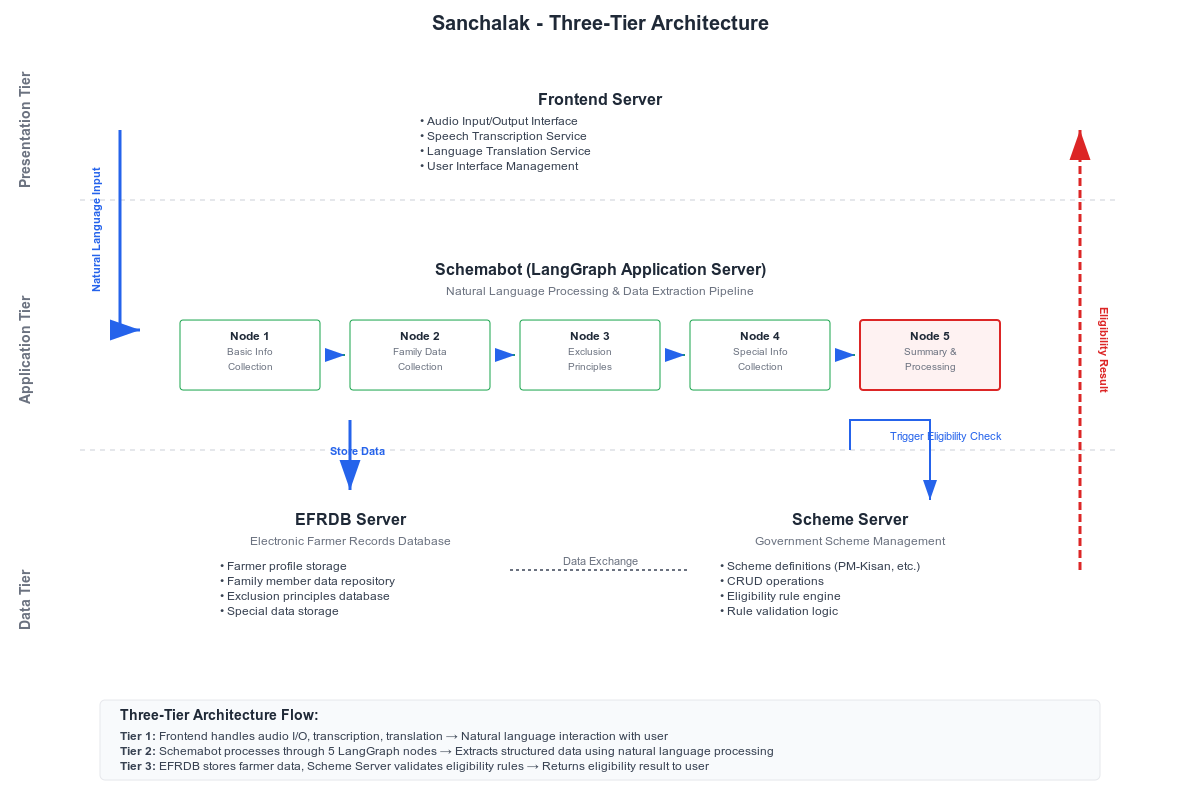 Sanchalak - Three-Tier Architecture
Presentation Tier
Frontend Server
• Audio Input/Output Interface
• Speech Transcription Service
• Language Translation Service
• User Interface Management
Natural Language Input
Application Tier
Schemabot (LangGraph Application Server)
Natural Language Processing & Data Extraction Pipeline
Node 1
Basic Info
Collection
Node 2
Family Data
Collection
Node 3
Exclusion
Principles
Node 4
Special Info
Collection
Node 5
Summary &
Processing
Eligibility Result
Store Data
Trigger Eligibility Check
Data Tier
EFRDB Server
Electronic Farmer Records Database
• Farmer profile storage
• Family member data repository
• Exclusion principles database
• Special data storage
Data Exchange
Scheme Server
Government Scheme Management
• Scheme definitions (PM-Kisan, etc.)
• CRUD operations
• Eligibility rule engine
• Rule validation logic
Three-Tier Architecture Flow:
Tier 1: Frontend handles audio I/O, transcription, translation → Natural language interaction with user
Tier 2: Schemabot processes through 5 LangGraph nodes → Extracts structured data using natural language processing
Tier 3: EFRDB stores farmer data, Scheme Server validates eligibility rules → Returns eligibility result to user